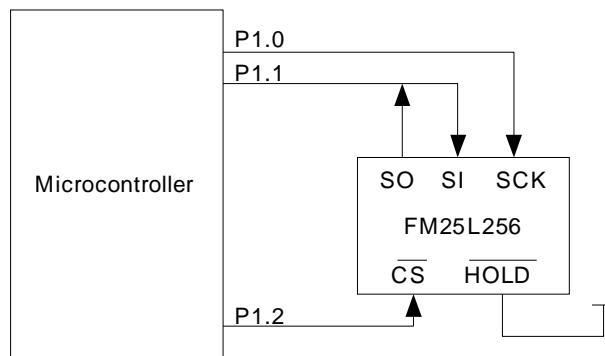 P1.0
P1.1
Microcontroller
SO SI SCK
FM25L256
CS HOLD
P1.2